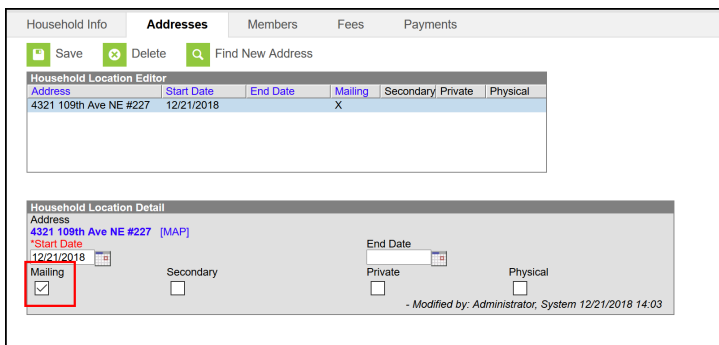 Household Info Addresses Members Fees Payments
Save Delete Find New Address
Household Location Editor
Address Start Date End Date Mailing Secondary Private Physical
4321 109th Ave NE #227 12/21/2018 X
Household Location Detail
Address
4321 109th Ave NE #227 [MAP]
*Start Date End Date
12/21/2018
Mailing Secondary Private Physical
- Modified by: Administrator, System 12/21/2018 14:03